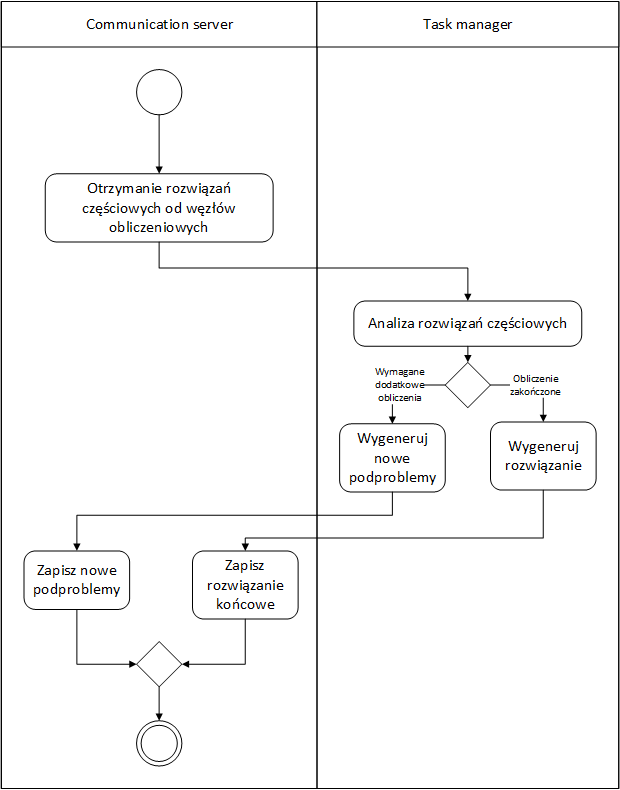 Communication server
Task manager
Otrzymanie rozwiązań
częściowych od węzłów
obliczeniowych
Analiza rozwiązań częściowych
Wymagane
dodatkowe
obliczenia
Obliczenie
zakończone
Wygeneruj
nowe
podproblemy
Wygeneruj
rozwiązanie
Zapisz nowe
podproblemy
Zapisz
rozwiązanie
końcowe